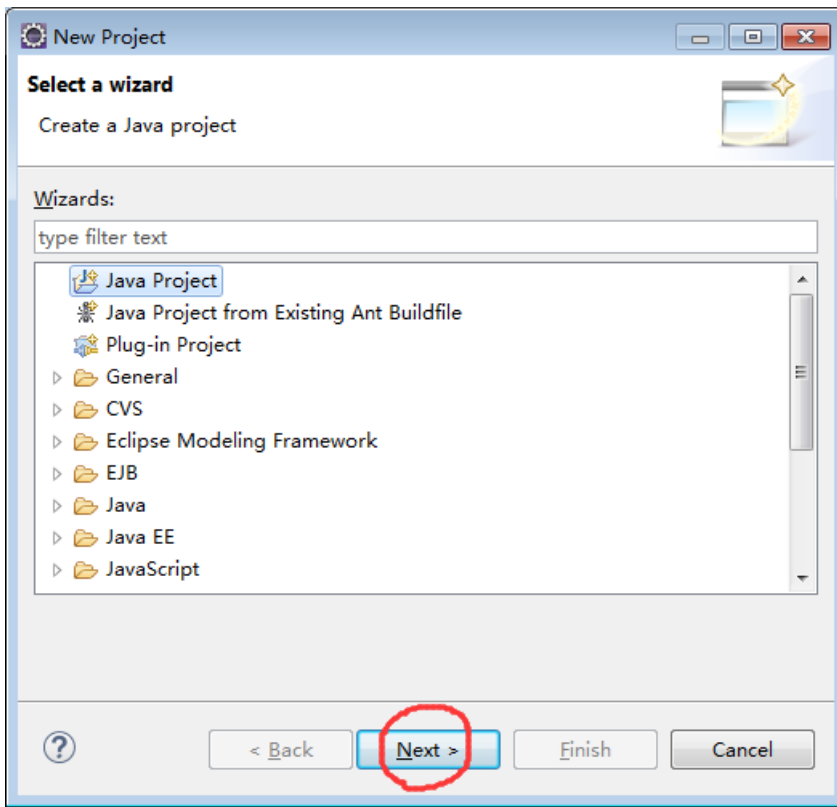 New Project
Select a wizard
Create a Java project
Wizards:
type filter text
Java Project
Java Project from Existing Ant Buildfile
Plug-in Project
General
CVS
Eclipse Modeling Framework
EJB
Java
Java EE
JavaScript
? < Back Next > Finish Cancel